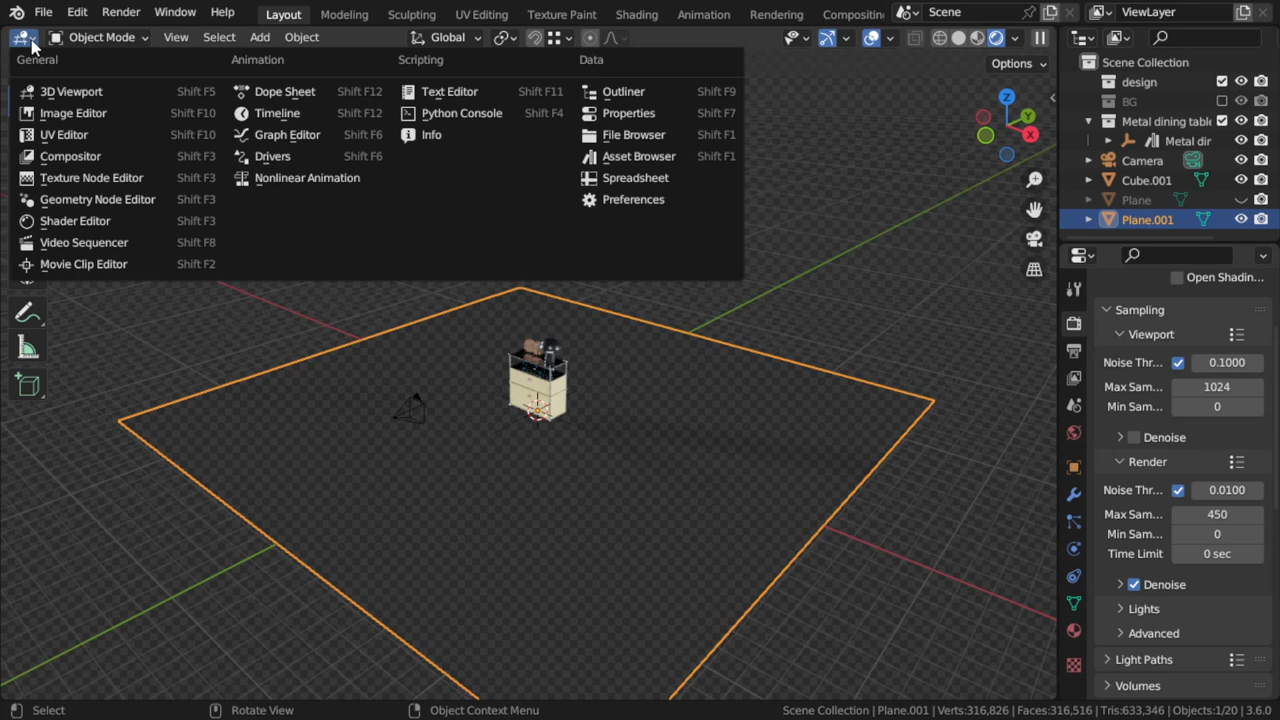 File Edit Render Window Help Layout Modeling Sculpting UV Editing Texture Paint Shading Animation Rendering Compositing Scene ViewLayer
Object Mode View Select Add Object Global
Options
General Animation Scripting Data
3D Viewport Shift F5 Dope Sheet Shift F12 Text Editor Shift F11 Outliner Shift F9
Image Editor Shift F10 Timeline Shift F12 Python Console Shift F4 Properties Shift F7
UV Editor Shift F10 Graph Editor Shift F6 Info File Browser Shift F1
Compositor Shift F3 Drivers Shift F6 Asset Browser Shift F1
Texture Node Editor Shift F3 Nonlinear Animation Spreadsheet
Geometry Node Editor Shift F3 Preferences
Shader Editor Shift F3
Video Sequencer Shift F8
Movie Clip Editor Shift F2
Z
Y
X
Scene Collection
design
BG
Metal dining table
Metal dir
Camera
Cube.001
Plane
Plane.001
Open Shadin...
Sampling
Viewport
Noise Thr... 0.1000
Max Sam... 1024
Min Sam... 0
Denoise
Render
Noise Thr... 0.0100
Max Sam... 450
Min Sam... 0
Time Limit 0 sec
Denoise
Lights
Advanced
Light Paths
Volumes
Select Rotate View Object Context Menu Scene Collection | Plane.001 | Verts:316,826 | Faces:316,516 | Tris:633,346 | Objects:1/20 | 3.6.0